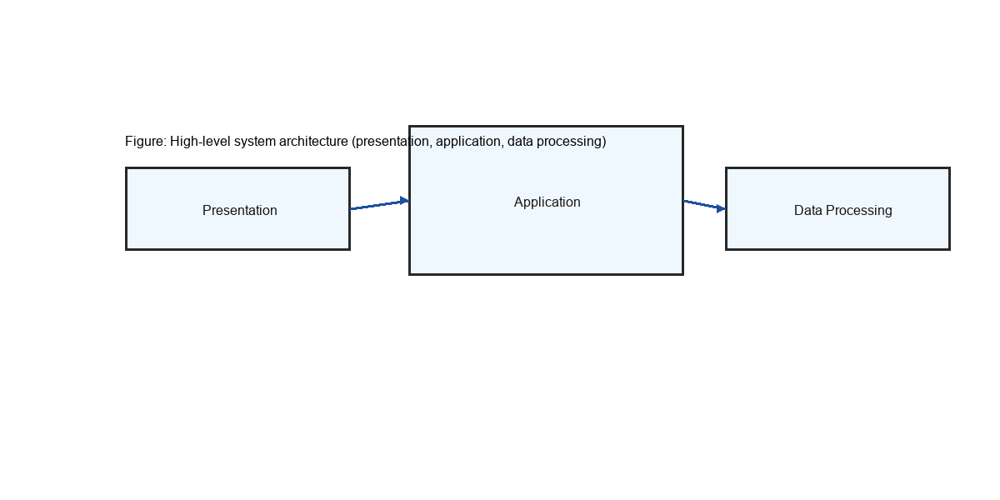 Figure: High-level system architecture (presentation, application, data processing)
Presentation
Application
Data Processing